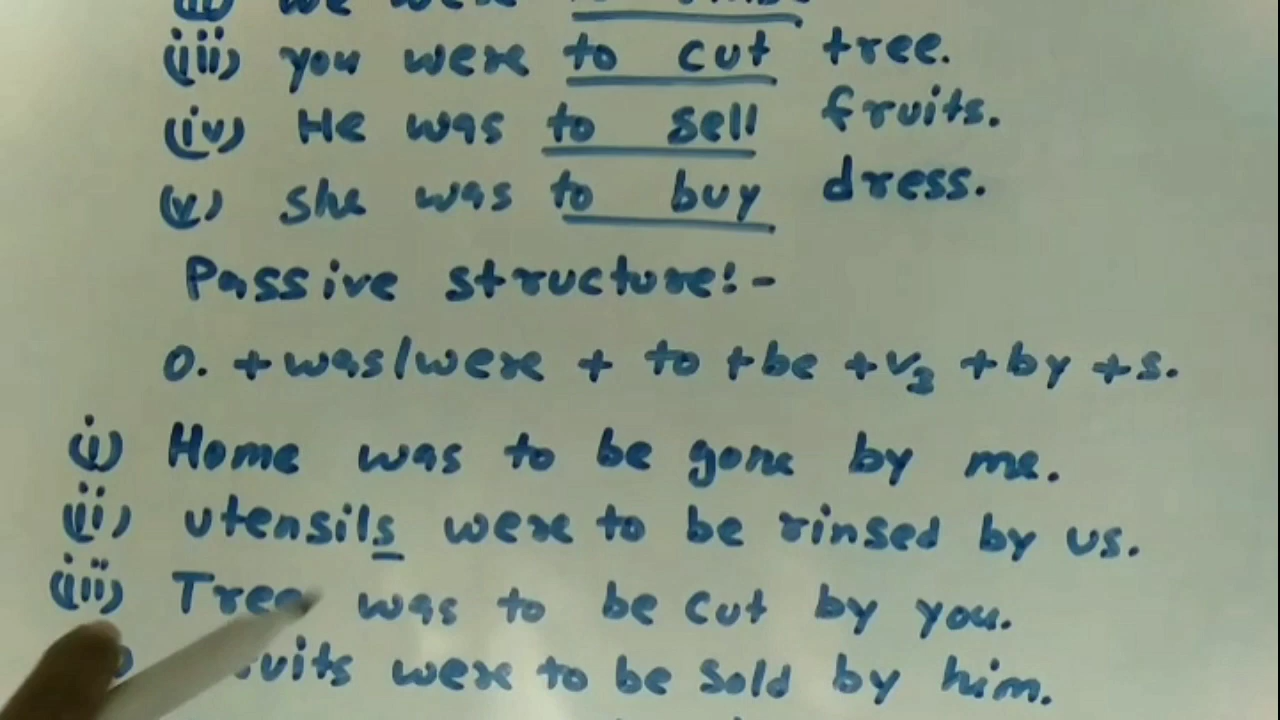 we were
(iii) you were to cut tree.
(iv) He was to sell fruits.
(v) she was to buy dress.
Passive structure:-
O. + was/were + to + be + v3 + by + s.
(i) Home was to be gone by me.
(ii) utensils were to be rinsed by us.
(iii) Tree was to be cut by you.
were to be sold by him.